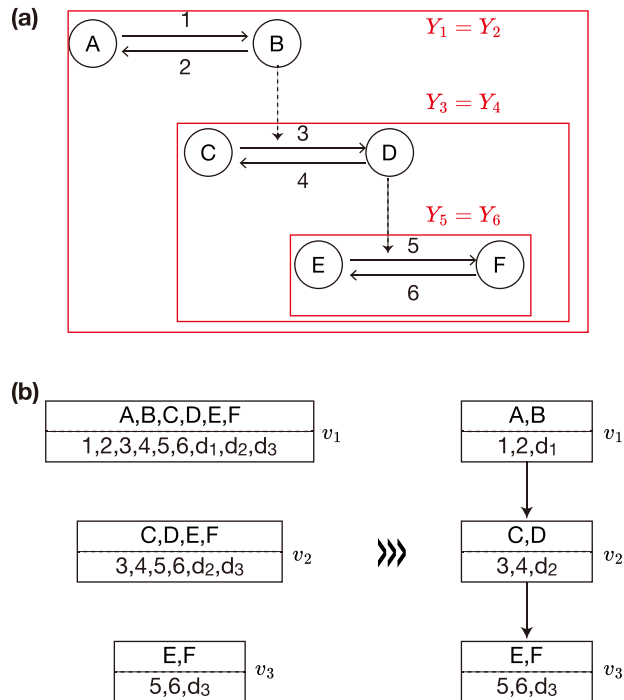 (a)
1
Y₁ = Y₂
A
B
2
Y₃ = Y₄
3
C
D
4
Y₅ = Y₆
5
E
F
6
(b)
A,B,C,D,E,F
1,2,3,4,5,6,d₁,d₂,d₃
v₁
A,B
1,2,d₁
v₁
C,D,E,F
3,4,5,6,d₂,d₃
v₂
C,D
3,4,d₂
v₂
E,F
5,6,d₃
v₃
E,F
5,6,d₃
v₃